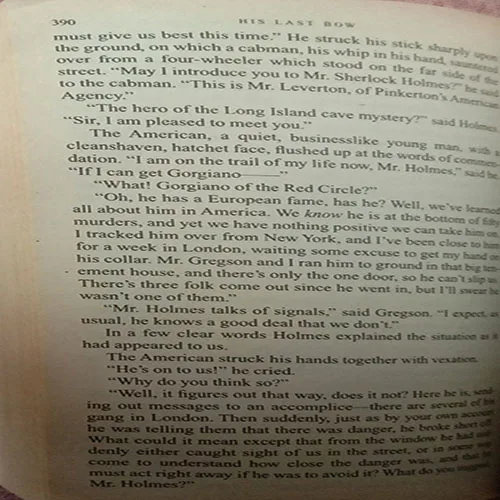 390 HIS LAST BOW
must give us best this time." He struck his stick sharply upon
the ground, on which a cabman, his whip in his hand, sauntered
over from a four-wheeler which stood on the far side of the
street. "May I introduce you to Mr. Sherlock Holmes?" he said
to the cabman. "This is Mr. Leverton, of Pinkerton's American
Agency."
"The hero of the Long Island cave mystery?" said Holmes.
"Sir, I am pleased to meet you."
The American, a quiet, businesslike young man, with a
cleanshaven, hatchet face, flushed up at the words of commen-
dation. "I am on the trail of my life now, Mr. Holmes," said he.
"If I can get Gorgiano——"
"What! Gorgiano of the Red Circle?"
"Oh, he has a European fame, has he? Well, we've learned
all about him in America. We know he is at the bottom of fifty
murders, and yet we have nothing positive we can take him on.
I tracked him over from New York, and I've been close to him
for a week in London, waiting some excuse to get my hand on
his collar. Mr. Gregson and I ran him to ground in that big ten-
ement house, and there's only the one door, so he can't slip us.
There's three folk come out since he went in, but I'll swear he
wasn't one of them."
"Mr. Holmes talks of signals," said Gregson. "I expect, as
usual, he knows a good deal that we don't."
In a few clear words Holmes explained the situation as it
had appeared to us.
The American struck his hands together with vexation.
"He's on to us!" he cried.
"Why do you think so?"
"Well, it figures out that way, does it not? Here he is, send-
ing out messages to an accomplice—there are several of his
gang in London. Then suddenly, just as by your own account
he was telling them that there was danger, he broke short off.
What could it mean except that from the window he had sud-
denly either caught sight of us in the street, or in some way
come to understand how close the danger was, and that he
must act right away if he was to avoid it? What do you suggest,
Mr. Holmes?"